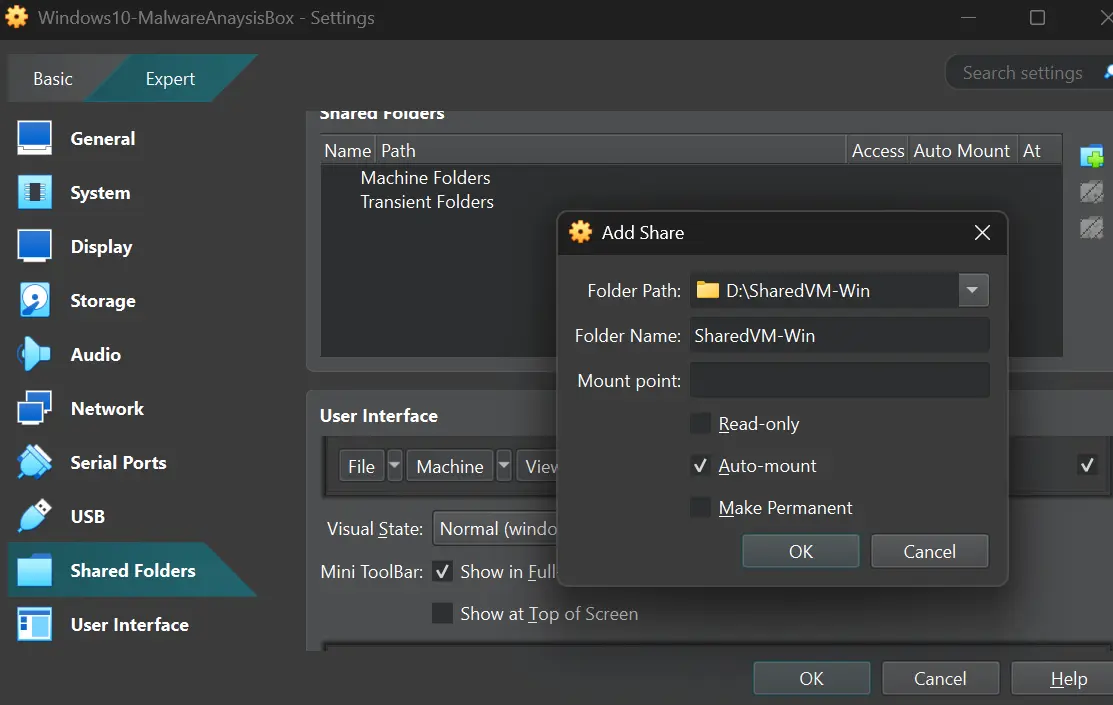 Windows10-MalwareAnaysisBox - Settings
Basic
Expert
Search settings
General
System
Display
Storage
Audio
Network
Serial Ports
USB
Shared Folders
User Interface
Shared Folders
Name Path Access Auto Mount At
Machine Folders
Transient Folders
Add Share
Folder Path: D:\SharedVM-Win
Folder Name: SharedVM-Win
Mount point:
Read-only
Auto-mount
Make Permanent
OK Cancel
User Interface
File Machine View
Visual State: Normal (windo
Mini ToolBar: Show in Full-
Show at Top of Screen
OK Cancel Help